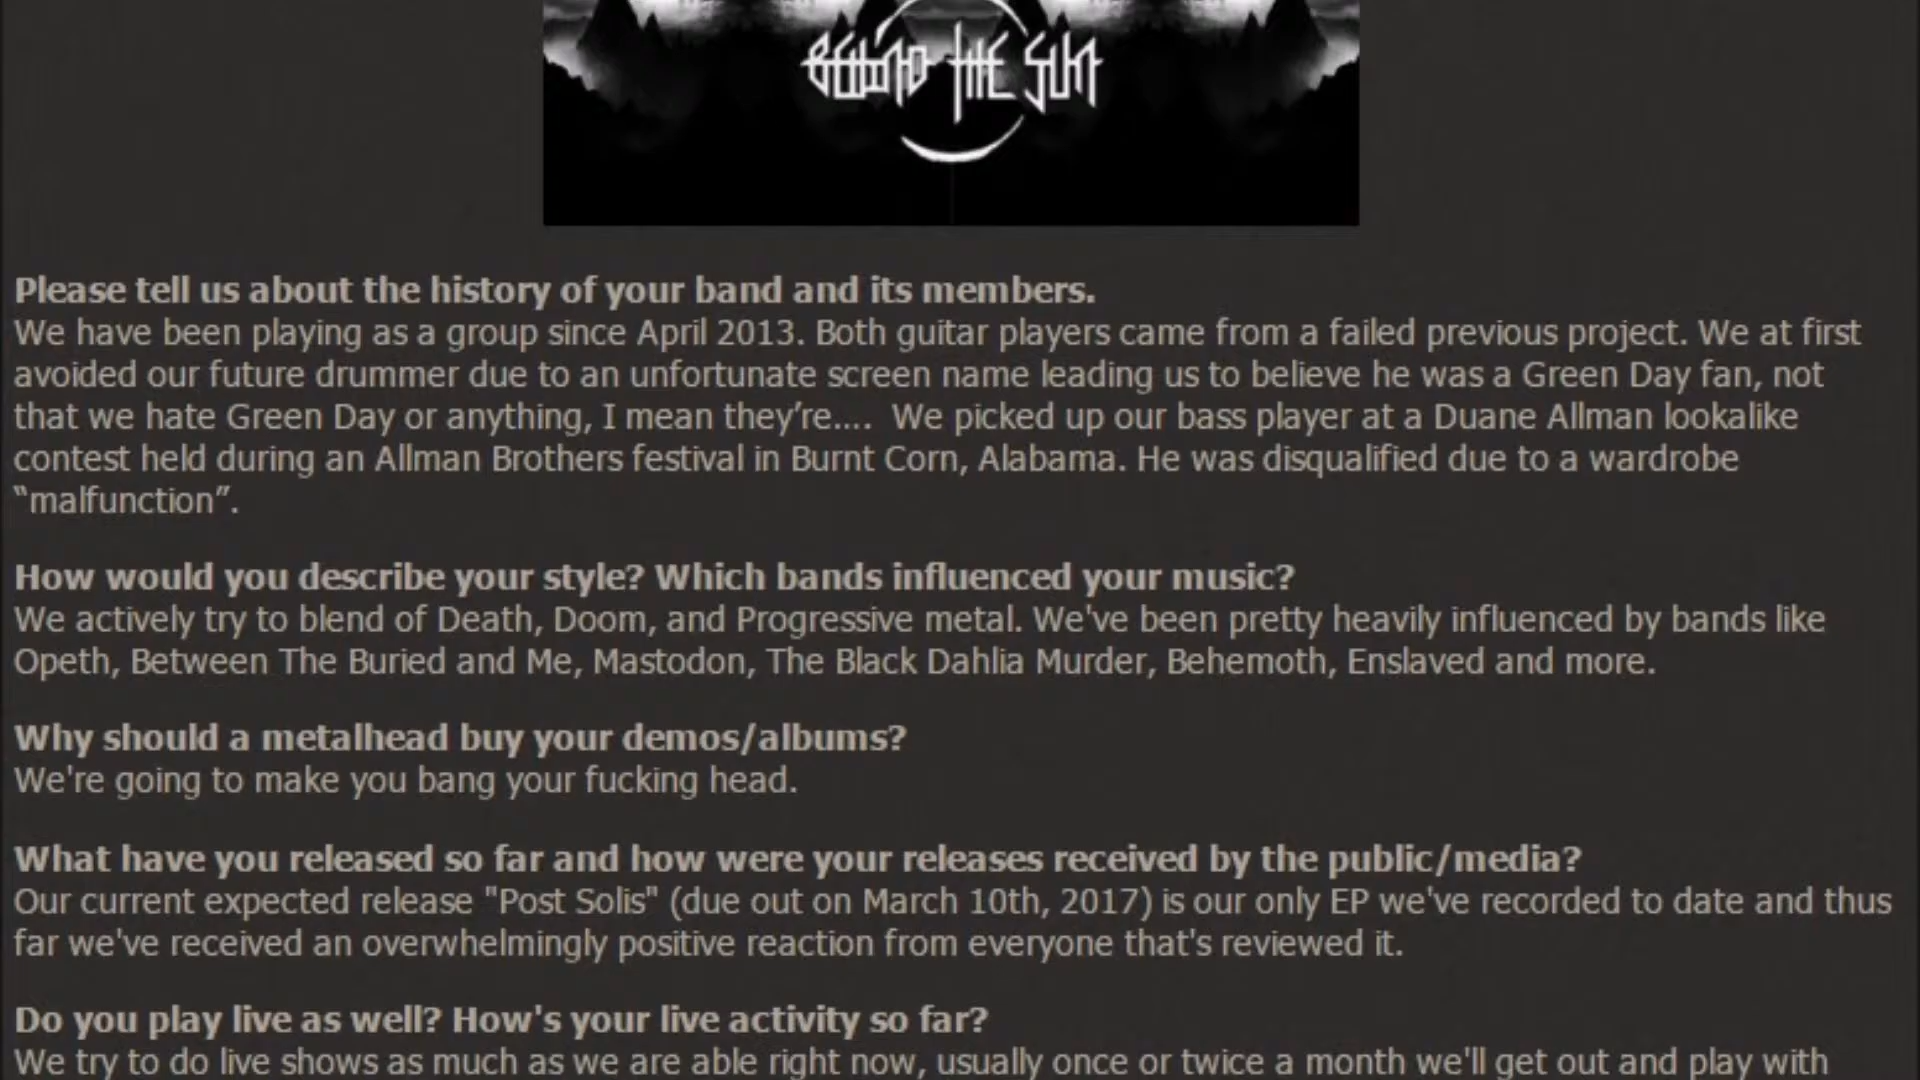 BEHIND THE SUN
Please tell us about the history of your band and its members.
We have been playing as a group since April 2013. Both guitar players came from a failed previous project. We at first
avoided our future drummer due to an unfortunate screen name leading us to believe he was a Green Day fan, not
that we hate Green Day or anything, I mean they’re....  We picked up our bass player at a Duane Allman lookalike
contest held during an Allman Brothers festival in Burnt Corn, Alabama. He was disqualified due to a wardrobe
“malfunction”.
How would you describe your style? Which bands influenced your music?
We actively try to blend of Death, Doom, and Progressive metal. We've been pretty heavily influenced by bands like
Opeth, Between The Buried and Me, Mastodon, The Black Dahlia Murder, Behemoth, Enslaved and more.
Why should a metalhead buy your demos/albums?
We're going to make you bang your fucking head.
What have you released so far and how were your releases received by the public/media?
Our current expected release "Post Solis" (due out on March 10th, 2017) is our only EP we've recorded to date and thus
far we've received an overwhelmingly positive reaction from everyone that's reviewed it.
Do you play live as well? How's your live activity so far?
We try to do live shows as much as we are able right now, usually once or twice a month we'll get out and play with